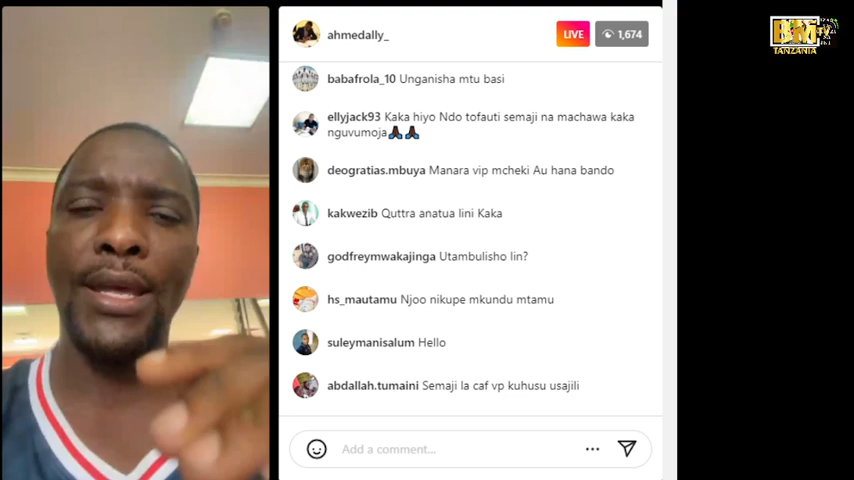 ahmedally_
LIVE
1,674
babafrola_10 Unganisha mtu basi
ellyjack93 Kaka hiyo Ndo tofauti semaji na machawa kaka
nguvumoja🙏🏿🙏🏿
deogratias.mbuya Manara vip mcheki Au hana bando
kakwezib Quttra anatua lini Kaka
godfreymwakajinga Utambulisho lin?
hs_mautamu Njoo nikupe mkundu mtamu
suleymanisalum Hello
abdallah.tumaini Semaji la caf vp kuhusu usajili
Add a comment...
BM
TANZANIA